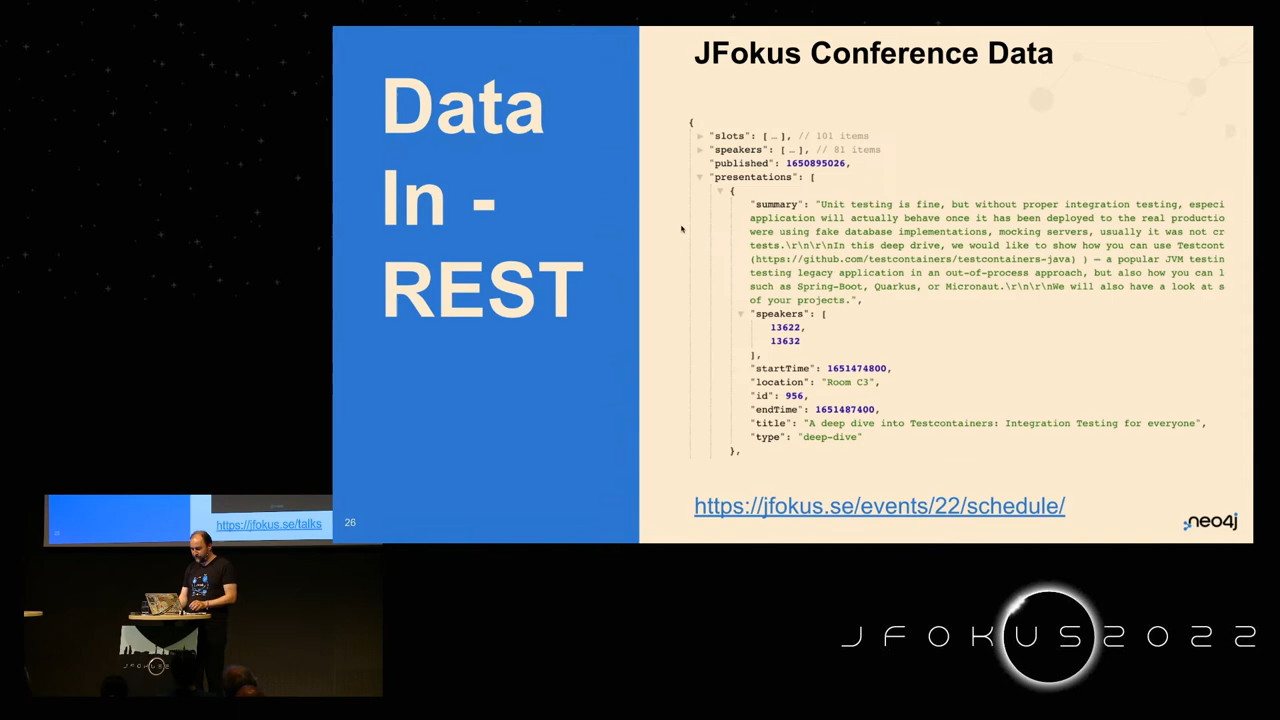 Data
In -
REST
26
JFokus Conference Data
{
"slots": [ … ], // 101 items
"speakers": [ … ], // 81 items
"published": 1650895026,
"presentations": [
{
"summary": "Unit testing is fine, but without proper integration testing, especi
application will actually behave once it has been deployed to the real productio
were using fake database implementations, mocking servers, usually it was not cr
tests.\r\n\r\nIn this deep drive, we would like to show how you can use Testcont
(https://github.com/testcontainers/testcontainers-java) ) — a popular JVM testin
testing legacy application in an out-of-process approach, but also how you can l
such as Spring-Boot, Quarkus, or Micronaut.\r\n\r\nWe will also have a look at s
of your projects.",
"speakers": [
13622,
13632
],
"startTime": 1651474800,
"location": "Room C3",
"id": 956,
"endTime": 1651487400,
"title": "A deep dive into Testcontainers: Integration Testing for everyone",
"type": "deep-dive"
},
https://jfokus.se/events/22/schedule/
neo4j
https://jfokus.se/talks
JFOKUS2022